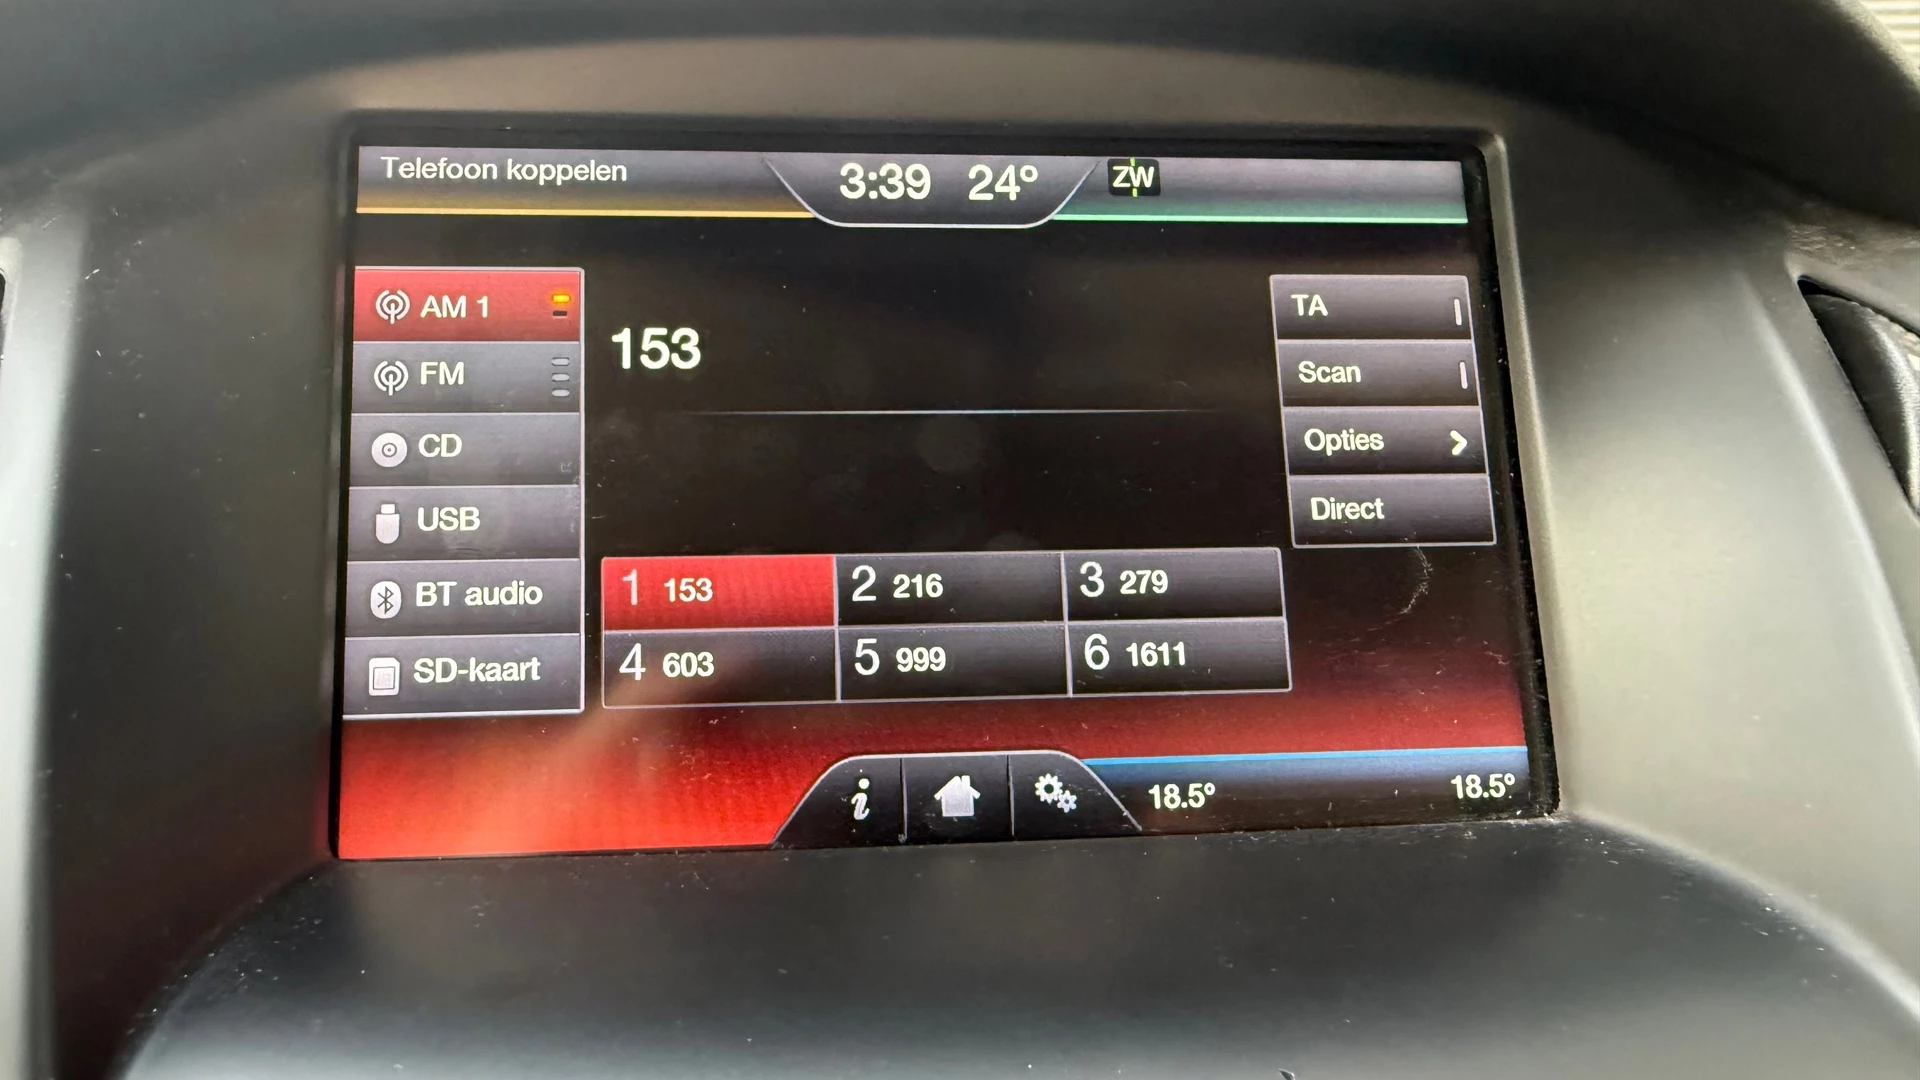 Telefoon koppelen
3:39 24° ZW
AM 1
FM
CD
USB
BT audio
SD-kaart
153
TA
Scan
Opties
Direct
1 153
2 216
3 279
4 603
5 999
6 1611
i
18.5°
18.5°